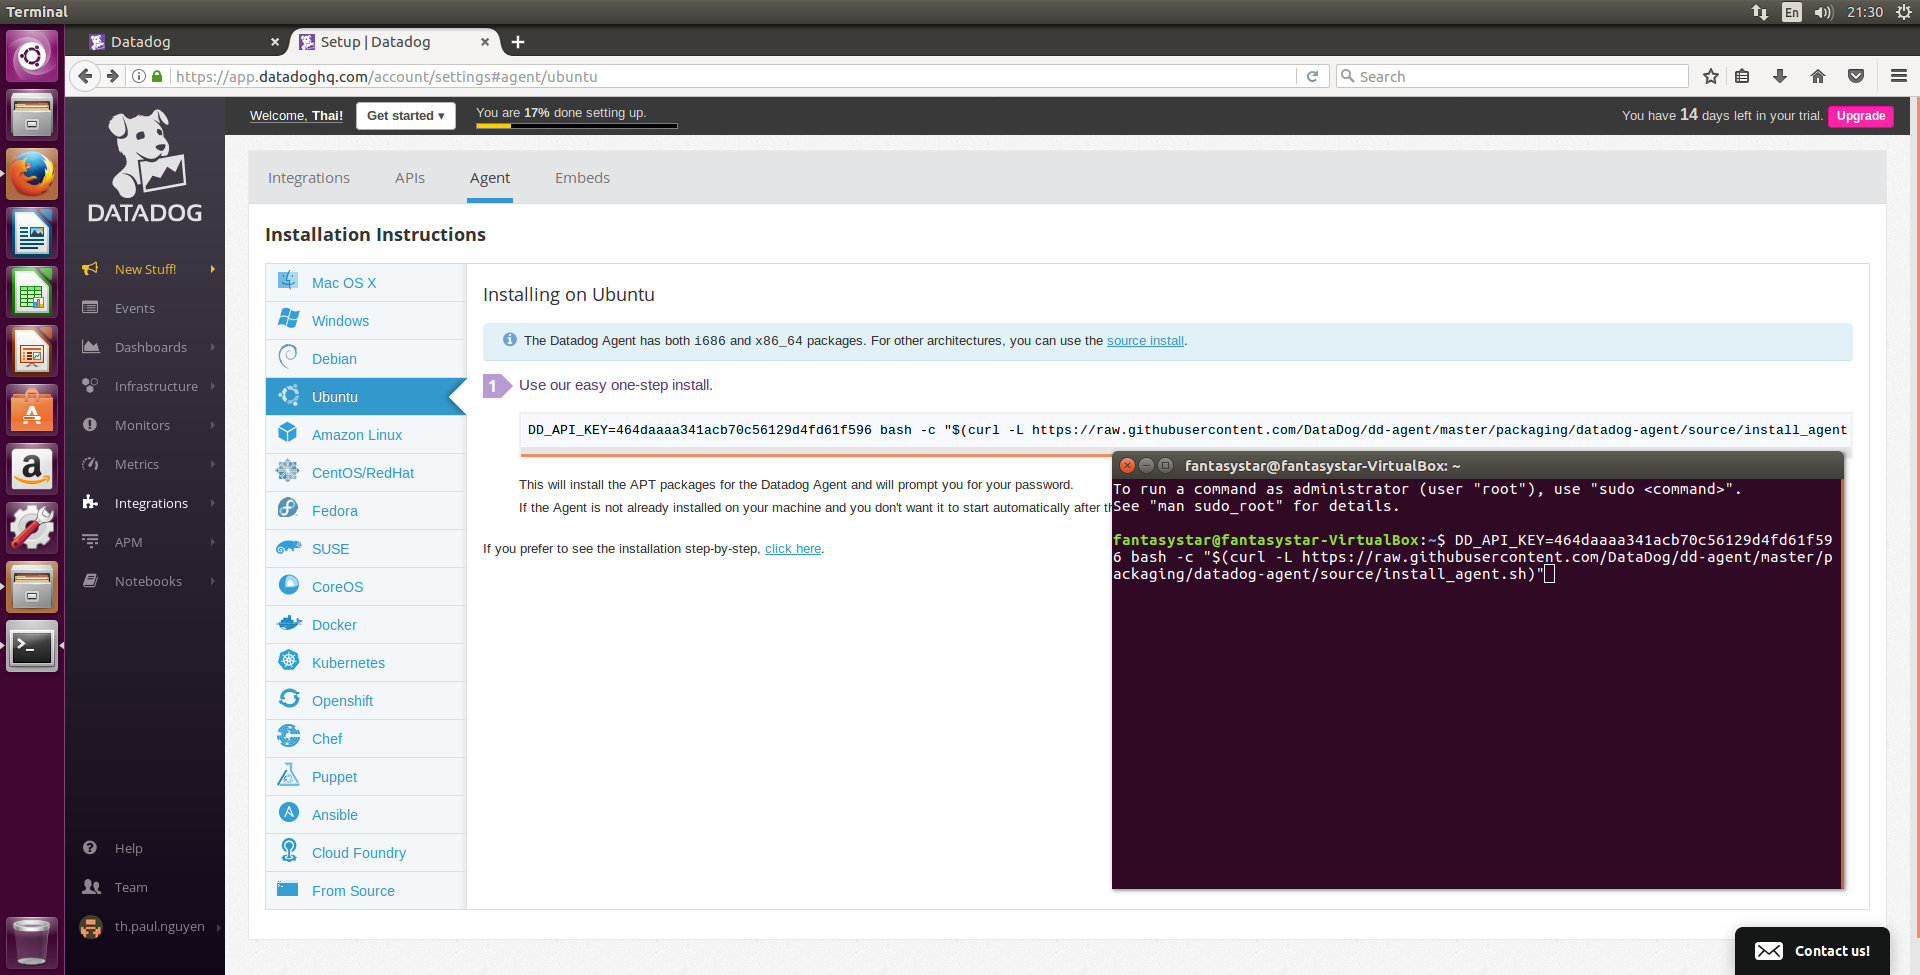 Terminal
En
21:30
Datadog
Setup | Datadog
https://app.datadoghq.com/account/settings#agent/ubuntu
Search
DATADOG
New Stuff!
Events
Dashboards
Infrastructure
Monitors
Metrics
Integrations
APM
Notebooks
Help
Team
th.paul.nguyen
Welcome, Thai!
Get started ▾
You are 17% done setting up.
You have 14 days left in your trial.
Upgrade
Integrations
APIs
Agent
Embeds
Installation Instructions
Mac OS X
Windows
Debian
Ubuntu
Amazon Linux
CentOS/RedHat
Fedora
SUSE
CoreOS
Docker
Kubernetes
Openshift
Chef
Puppet
Ansible
Cloud Foundry
From Source
Installing on Ubuntu
The Datadog Agent has both i686 and x86_64 packages. For other architectures, you can use the source install.
1 Use our easy one-step install.
DD_API_KEY=464daaaa341acb70c56129d4fd61f596 bash -c "$(curl -L https://raw.githubusercontent.com/DataDog/dd-agent/master/packaging/datadog-agent/source/install_agent
This will install the APT packages for the Datadog Agent and will prompt you for your password.
If the Agent is not already installed on your machine and you don't want it to start automatically after th
If you prefer to see the installation step-by-step, click here.
fantasystar@fantasystar-VirtualBox: ~
To run a command as administrator (user "root"), use "sudo <command>".
See "man sudo_root" for details.
fantasystar@fantasystar-VirtualBox:~$ DD_API_KEY=464daaaa341acb70c56129d4fd61f59
6 bash -c "$(curl -L https://raw.githubusercontent.com/DataDog/dd-agent/master/p
ackaging/datadog-agent/source/install_agent.sh)"
Contact us!